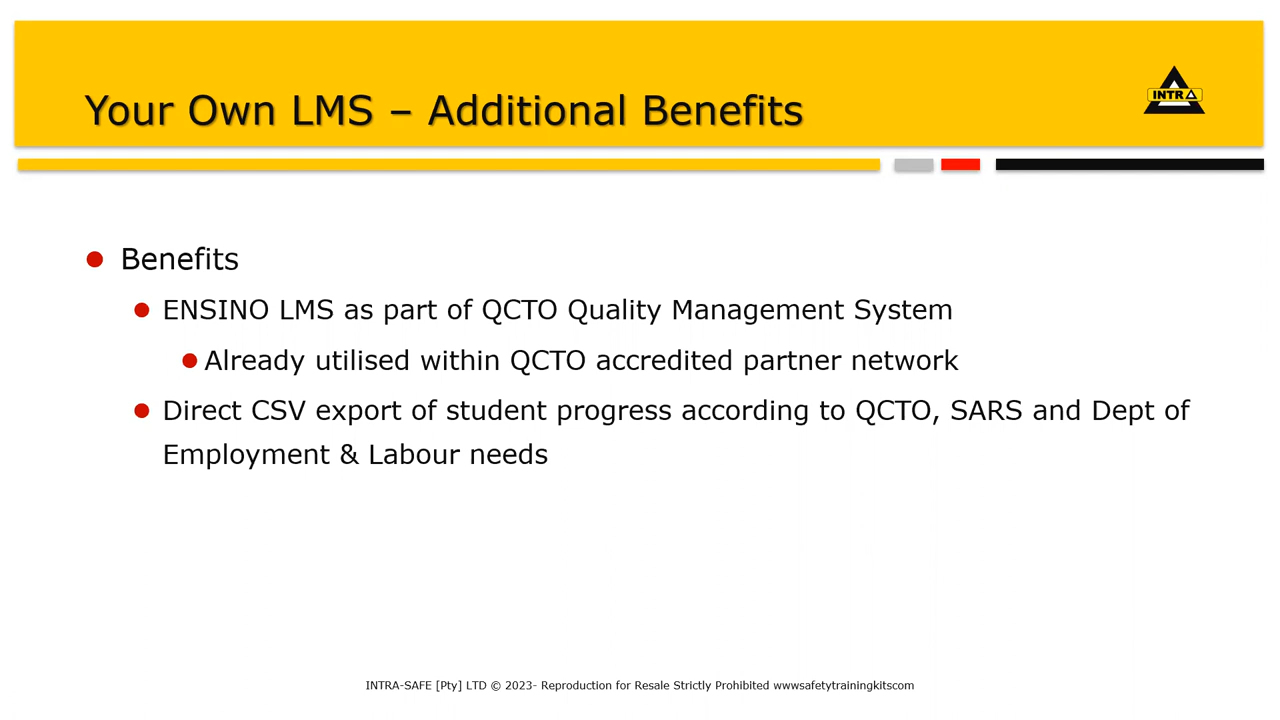 Your Own LMS – Additional Benefits
INTRA
Benefits
ENSINO LMS as part of QCTO Quality Management System
Already utilised within QCTO accredited partner network
Direct CSV export of student progress according to QCTO, SARS and Dept of
Employment & Labour needs
INTRA-SAFE [Pty] LTD © 2023- Reproduction for Resale Strictly Prohibited wwwsafetytrainingkitscom